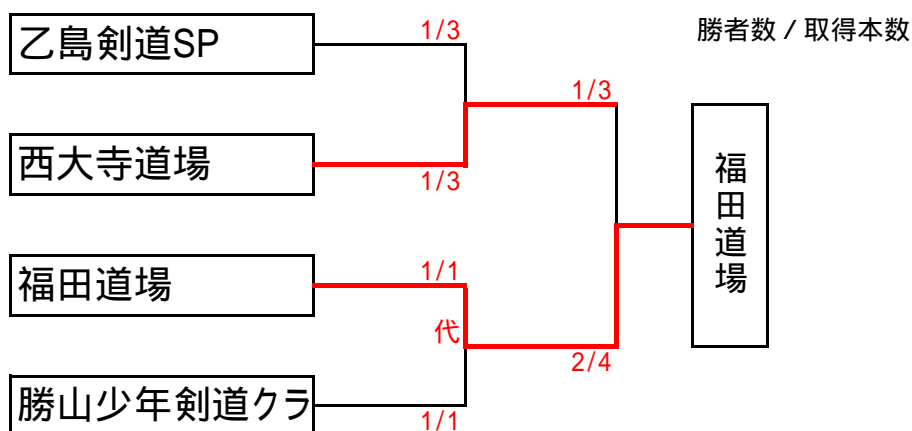 乙島剣道SP
1/3
勝者数 / 取得本数
1/3
西大寺道場
1/3
福田道場
福田道場
1/1
代
2/4
勝山少年剣道クラ
1/1